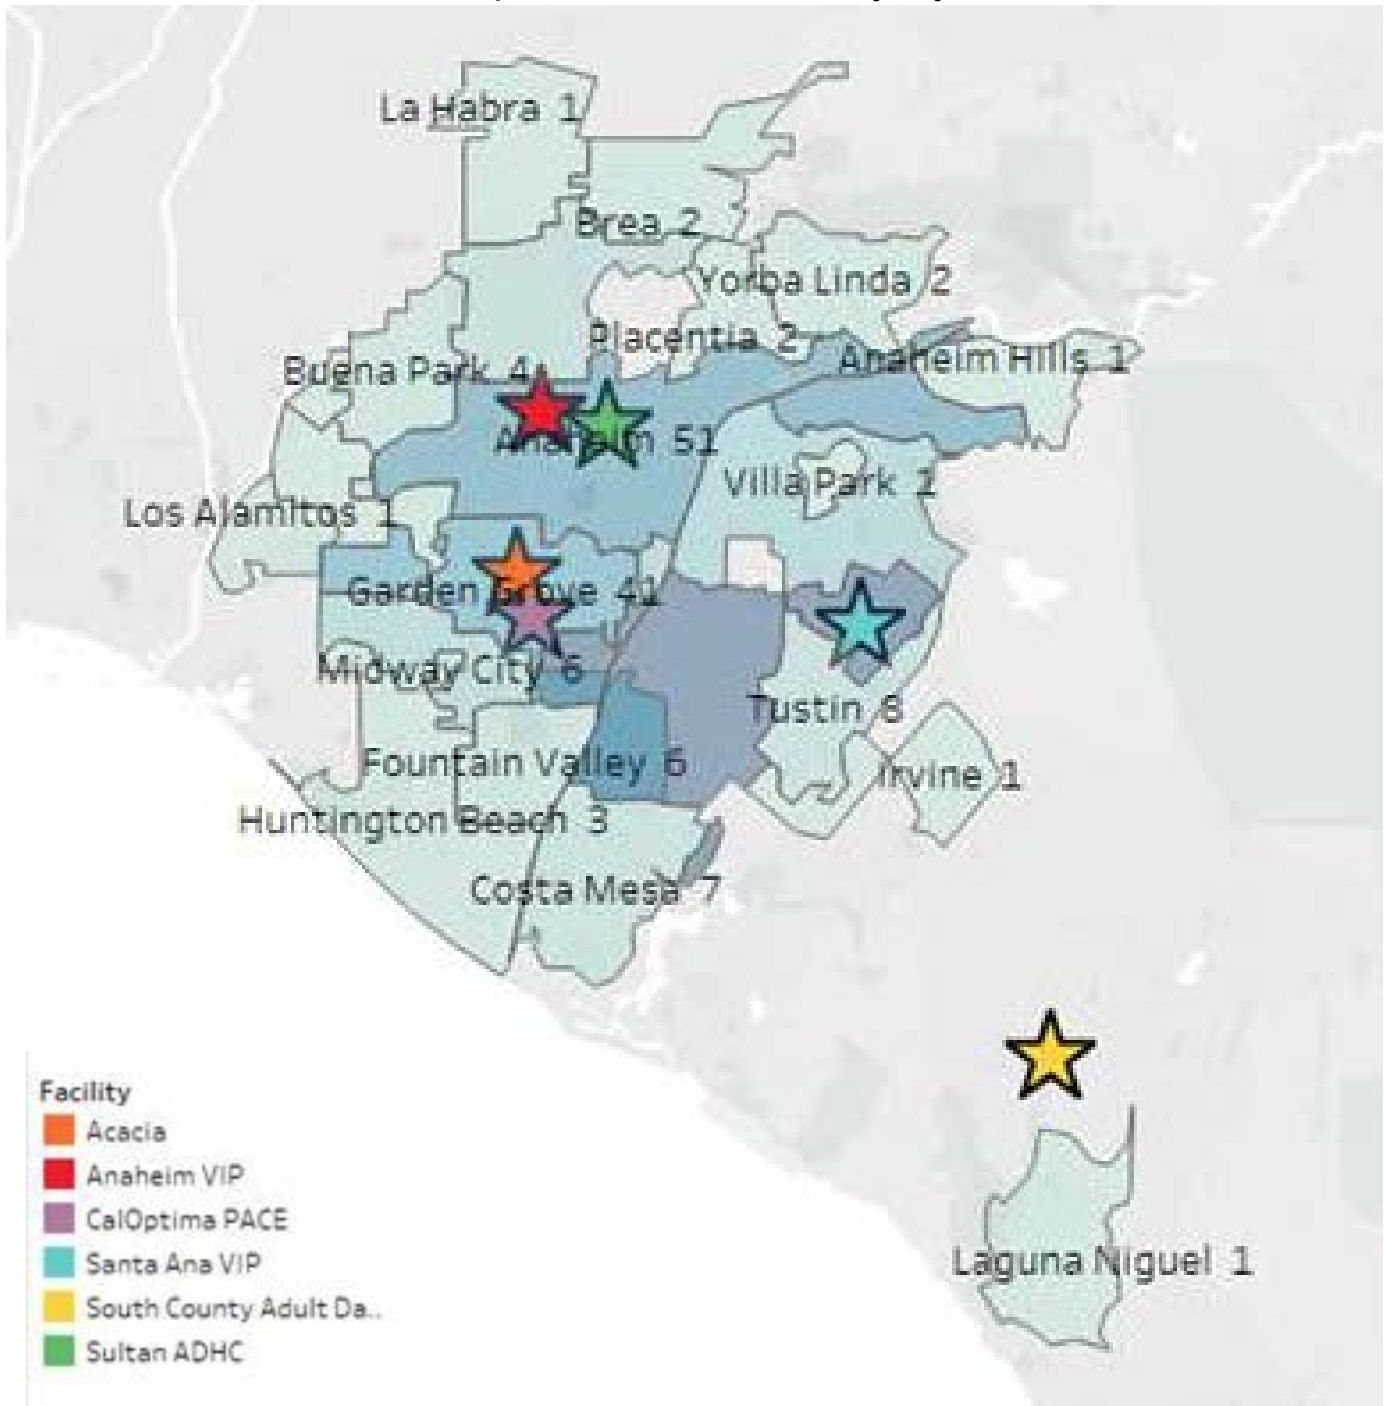 La Habra 1
Brea 2
Yorba Linda 2
Placentia 2
Anaheim Hills 1
Buena Park 4
Anaheim 51
Villa Park
Los Alamitos 1
Garden Grove 41
Midway City 6
Tustin 8
Fountain Valley 6
Irvine 1
Huntington Beach 3
Costa Mesa 7
Laguna Niguel 1
Facility
Acacia
Anaheim VIP
CalOptima PACE
Santa Ana VIP
South County Adult Da..
Sultan ADHC